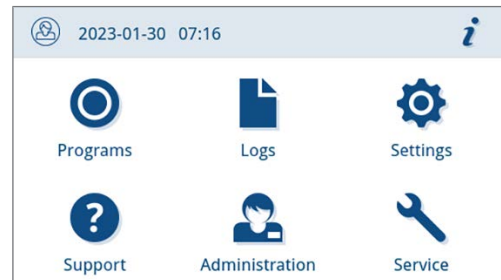 2023-01-30 07:16 i
Programs Logs Settings
? 
Support Administration Service